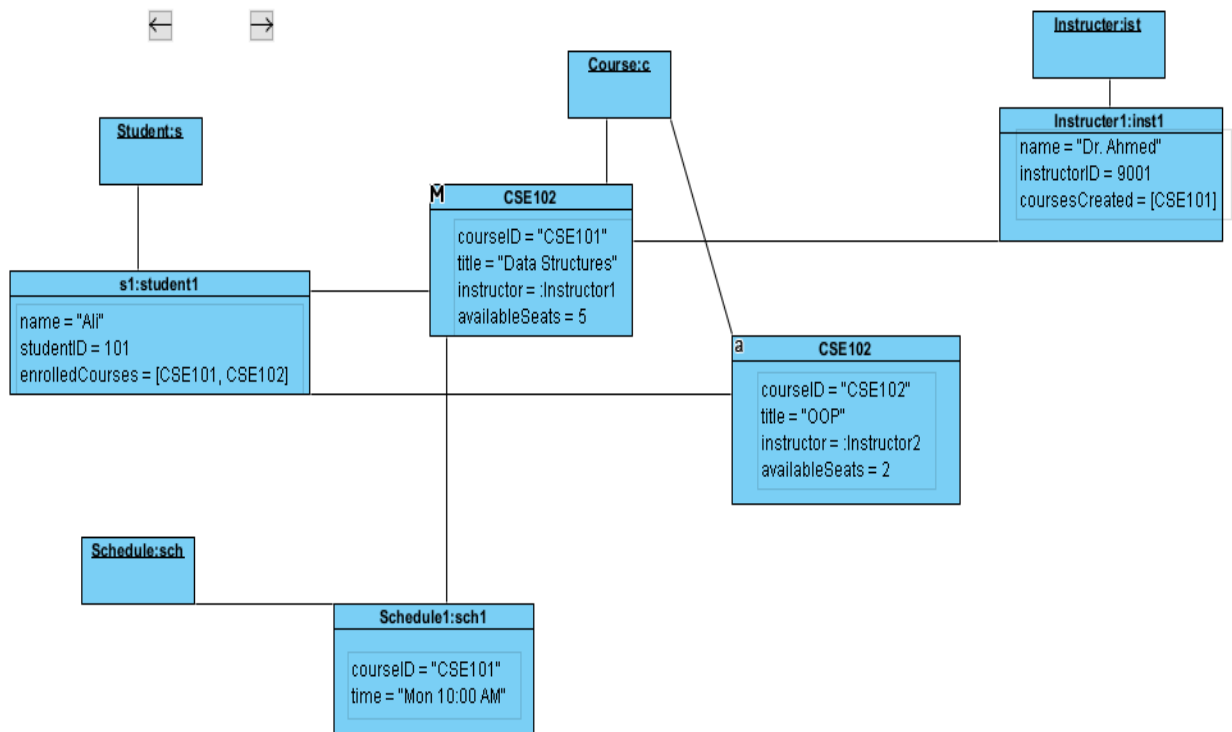 ← →
Instructer:ist
Course:c
Student:s
Instructer1:inst1
name = "Dr. Ahmed"
instructorID = 9001
coursesCreated = [CSE101]
M
CSE102
courseID = "CSE101"
title = "Data Structures"
instructor = :Instructor1
availableSeats = 5
s1:student1
name = "Ali"
studentID = 101
enrolledCourses = [CSE101, CSE102]
a
CSE102
courseID = "CSE102"
title = "OOP"
instructor = :Instructor2
availableSeats = 2
Schedule:sch
Schedule1:sch1
courseID = "CSE101"
time = "Mon 10:00 AM"